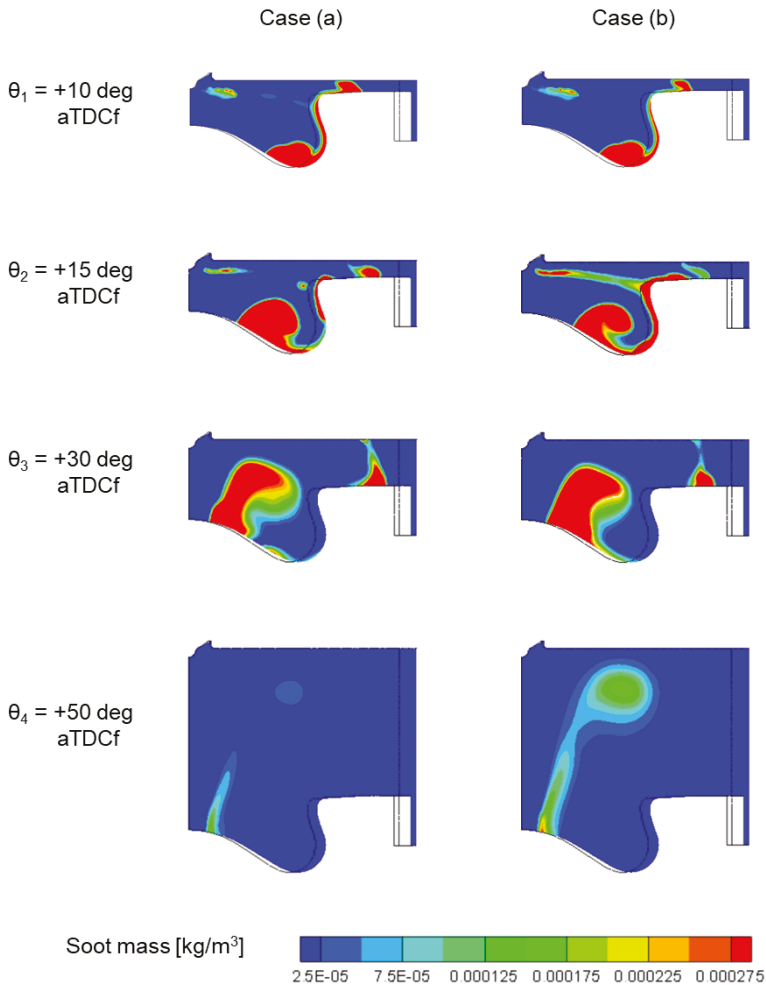 Case (a) Case (b)
θ₁ = +10 deg
aTDCf
θ₂ = +15 deg
aTDCf
θ₃ = +30 deg
aTDCf
θ₄ = +50 deg
aTDCf
Soot mass [kg/m³]
2.5E-05 7.5E-05 0.000125 0.000175 0.000225 0.000275